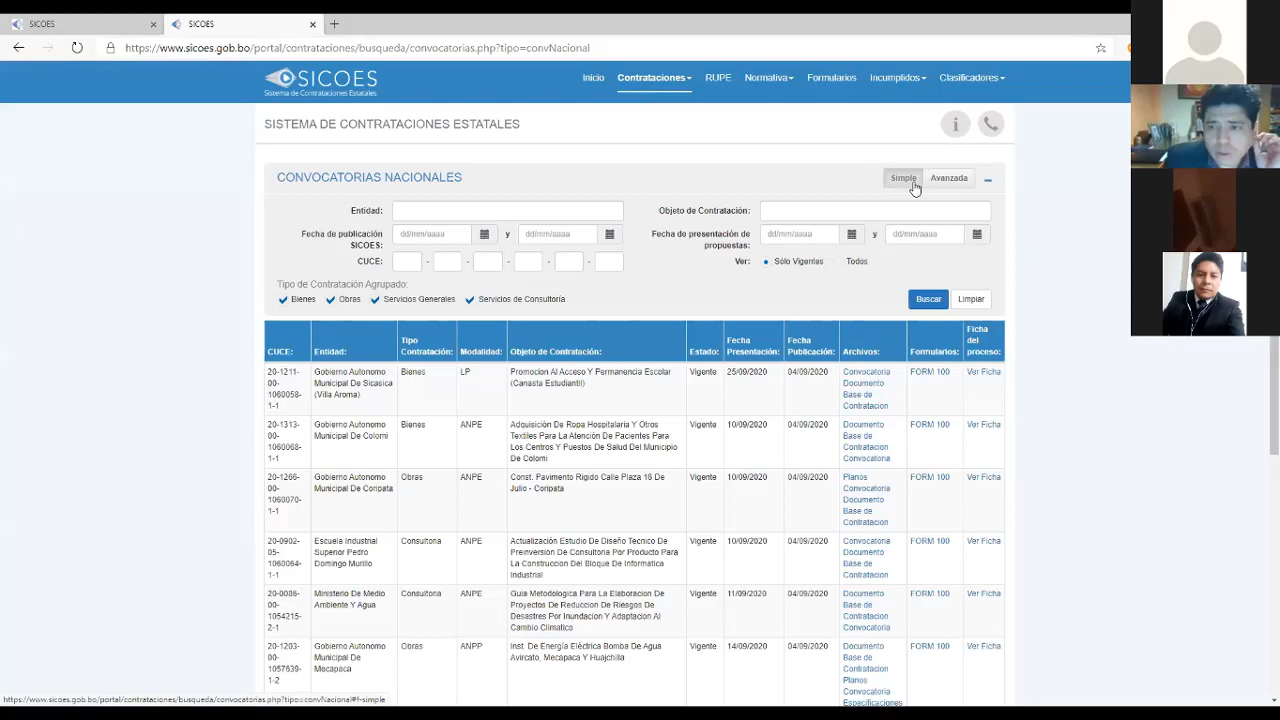 SICOES
SICOES
https://www.sicoes.gob.bo/portal/contrataciones/busqueda/convocatorias.php?tipo=convNacional
SICOES
Sistema de Contrataciones Estatales
Inicio Contrataciones RUPE Normativa Formularios Incumplidos Clasificadores
SISTEMA DE CONTRATACIONES ESTATALES
CONVOCATORIAS NACIONALES
Simple Avanzada
Entidad: Objeto de Contratación:
Fecha de publicación SICOES: dd/mm/aaaa y dd/mm/aaaa Fecha de presentación de propuestas: dd/mm/aaaa y dd/mm/aaaa
CUCE: - - - - - Ver: Sólo Vigentes Todos
Tipo de Contratación Agrupado:
Bienes Obras Servicios Generales Servicios de Consultoría Buscar Limpiar
CUCE: Entidad: Tipo Contratación: Modalidad: Objeto de Contratación: Estado: Fecha Presentación: Fecha Publicación: Archivos: Formularios: Ficha del proceso:
20-1211-00-1060058-1-1 Gobierno Autonomo Municipal De Sicasica (Villa Aroma) Bienes LP Promocion Al Acceso Y Permanencia Escolar (Canasta Estudiantil) Vigente 25/09/2020 04/09/2020 Convocatoria Documento Base de Contratacion FORM 100 Ver Ficha
20-1313-00-1060068-1-1 Gobierno Autonomo Municipal De Colomi Bienes ANPE Adquisición De Ropa Hospitalaria Y Otros Textiles Para La Atención De Pacientes Para Los Centros Y Puestos De Salud Del Municipio De Colomi Vigente 10/09/2020 04/09/2020 Documento Base de Contratacion Convocatoria FORM 100 Ver Ficha
20-1266-00-1060070-1-1 Gobierno Autonomo Municipal De Coripata Obras ANPE Const. Pavimento Rigido Calle Plaza 16 De Julio - Coripata Vigente 10/09/2020 04/09/2020 Planos Convocatoria Documento Base de Contratacion FORM 100 Ver Ficha
20-0902-05-1060064-1-1 Escuela Industrial Superior Pedro Domingo Murillo Consultoria ANPE Actualización Estudio De Diseño Tecnico De Preinversion De Consultoria Por Producto Para La Construcion Del Bloque De Informatica Industrial Vigente 10/09/2020 04/09/2020 Convocatoria Documento Base de Contratacion FORM 100 Ver Ficha
20-0086-00-1054215-2-1 Ministerio De Medio Ambiente Y Agua Consultoria ANPE Guia Metodologica Para La Elaboracion De Proyectos De Reduccion De Riesgos De Desastres Por Inundacion Y Adaptacion Al Cambio Climatico Vigente 11/09/2020 04/09/2020 Documento Base de Contratacion Convocatoria FORM 100 Ver Ficha
20-1203-00-1057639-1-2 Gobierno Autonomo Municipal De Mecapaca Obras ANPP Inst. De Energía Eléctrica Bomba De Agua Avircato, Mecapaca Y Huajchilla Vigente 14/09/2020 04/09/2020 Documento Base de Contratacion Planos Convocatoria Especificaciones FORM 100 Ver Ficha
https://www.sicoes.gob.bo/portal/contrataciones/busqueda/convocatorias.php?tipo=convNacional#f-simple